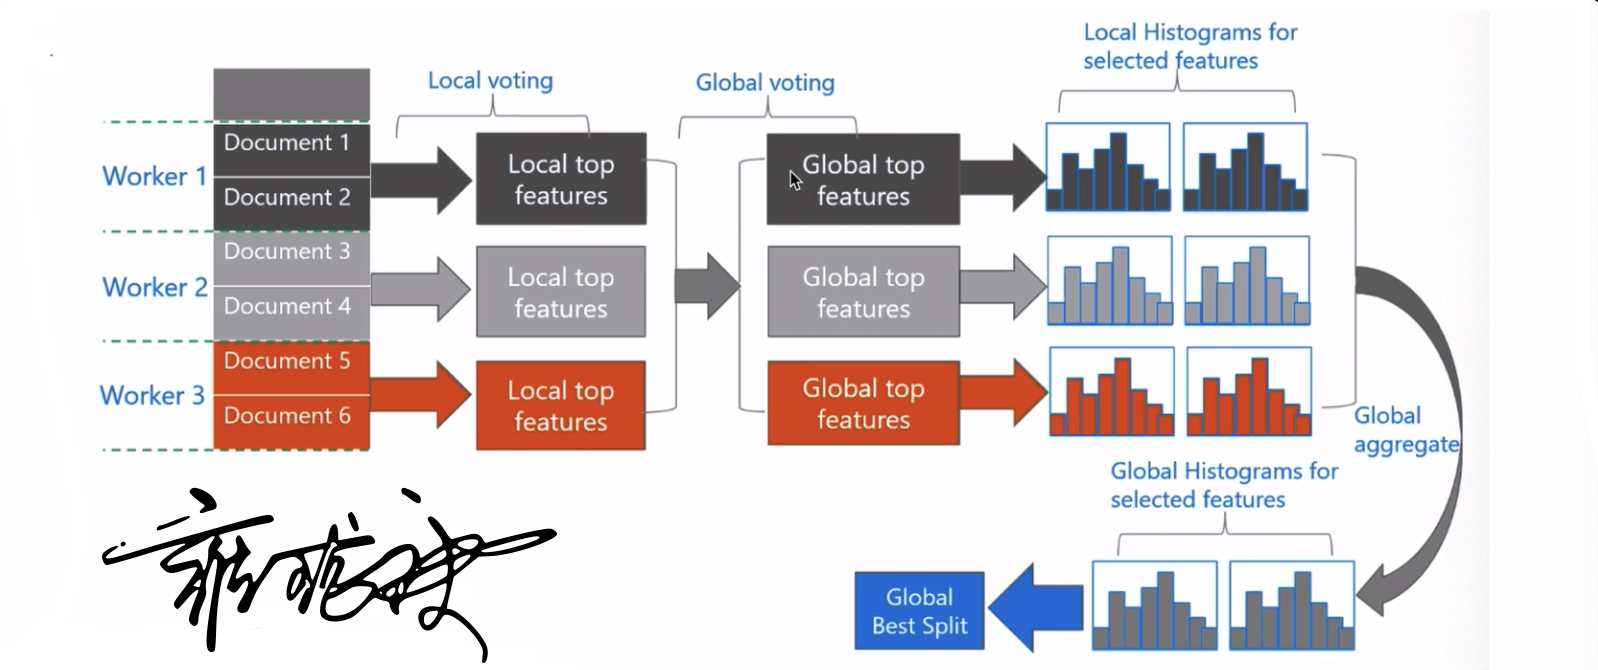 Local Histograms for
selected features
Local voting
Global voting
Document 1
Worker 1
Document 2
Local top
features
Global top
features
Document 3
Worker 2
Document 4
Local top
features
Global top
features
Document 5
Worker 3
Document 6
Local top
features
Global top
features
Global
aggregate
Global Histograms for
selected features
Global
Best Split